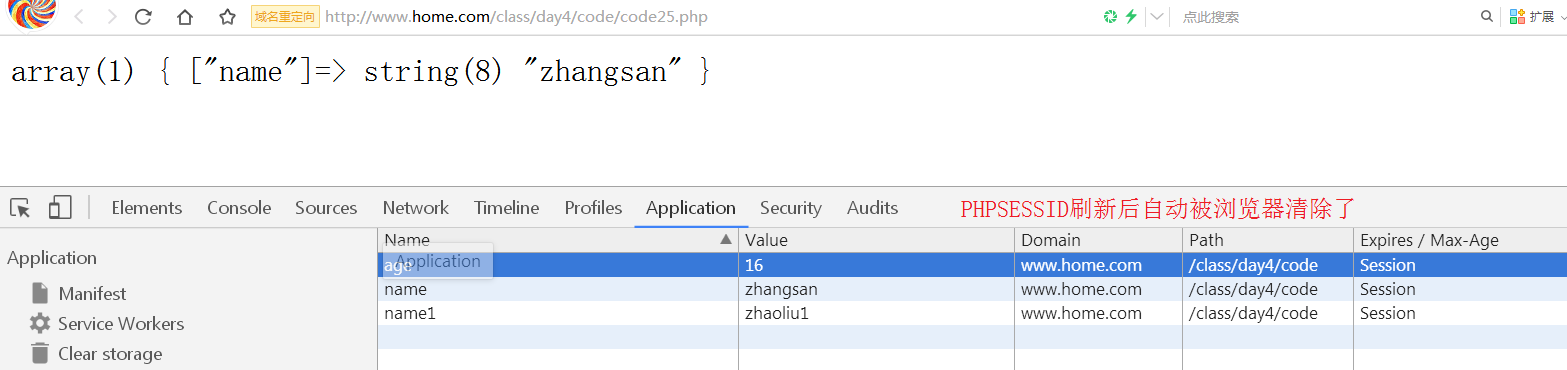 域名重定向 http://www.home.com/class/day4/code/code25.php 点此搜索 扩展
array(1) { ["name"]=> string(8) "zhangsan" }
Elements Console Sources Network Timeline Profiles Application Security Audits PHPSESSID刷新后自动被浏览器清除了
Application
Manifest
Service Workers
Clear storage
Name Value Domain Path Expires / Max-Age
age Application 16 www.home.com /class/day4/code Session
name zhangsan www.home.com /class/day4/code Session
name1 zhaoliu1 www.home.com /class/day4/code Session